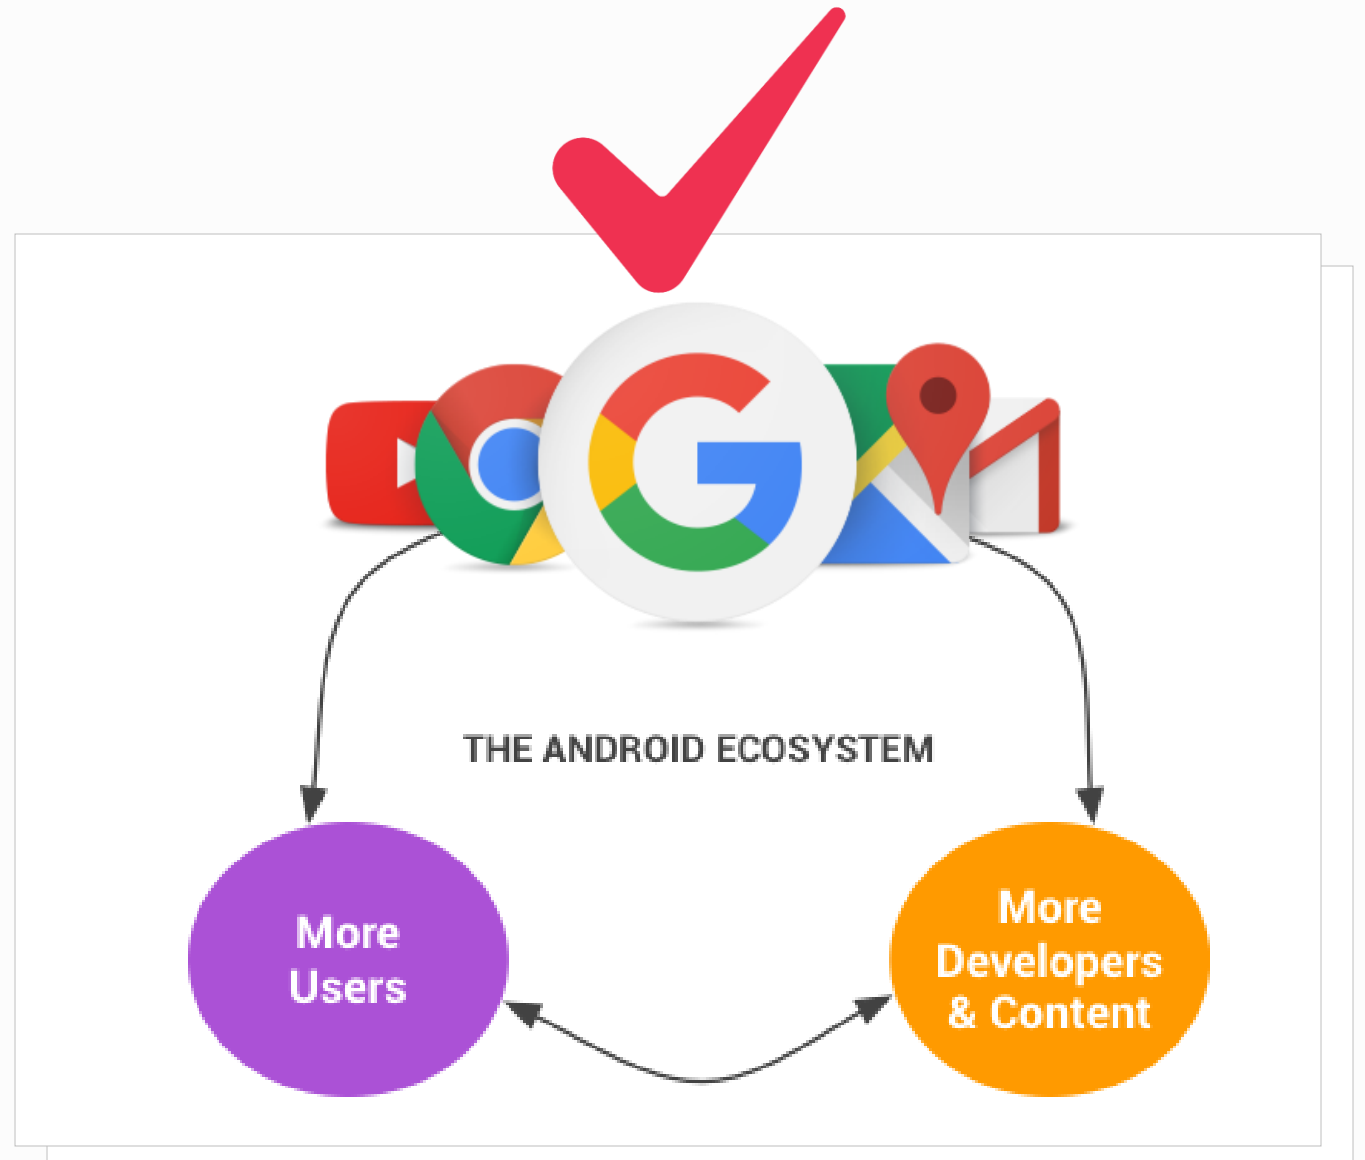 THE ANDROID ECOSYSTEM
More
Users
More
Developers
& Content